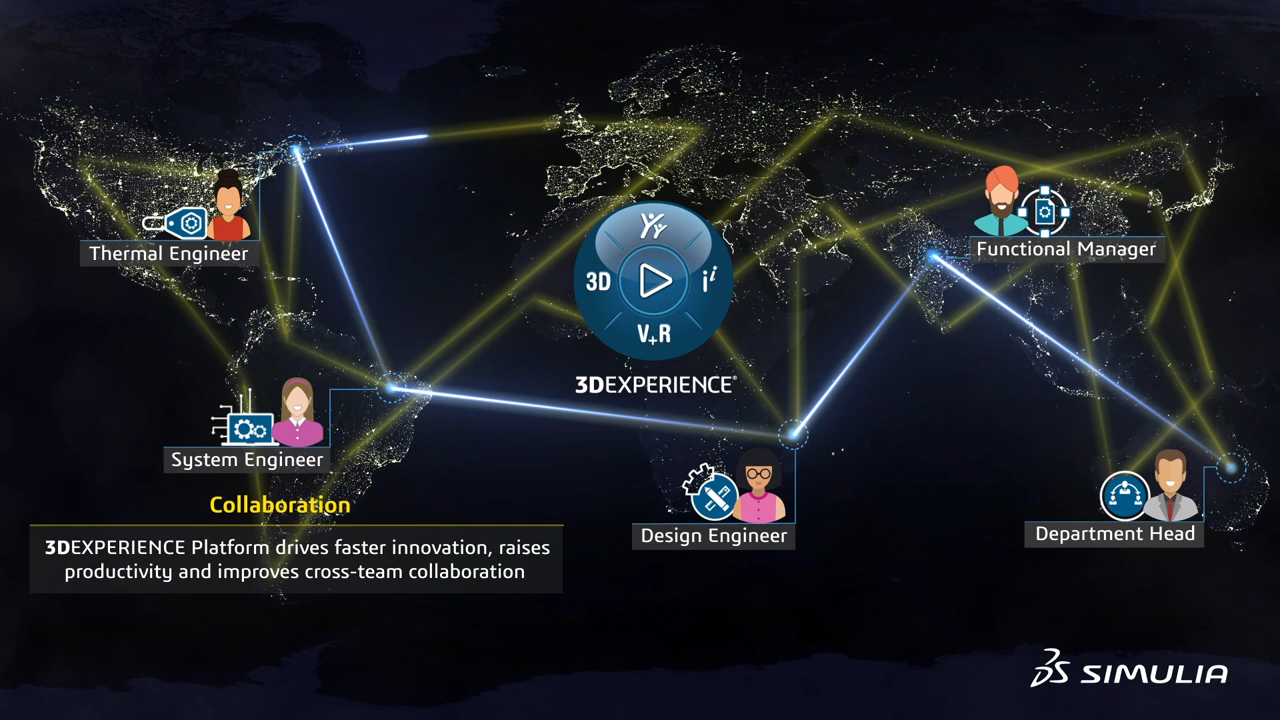 Thermal Engineer
Functional Manager
3D
i i
V+R
3DEXPERIENCE®
System Engineer
Design Engineer
Department Head
Collaboration
3DEXPERIENCE Platform drives faster innovation, raises
productivity and improves cross-team collaboration
3DS SIMULIA